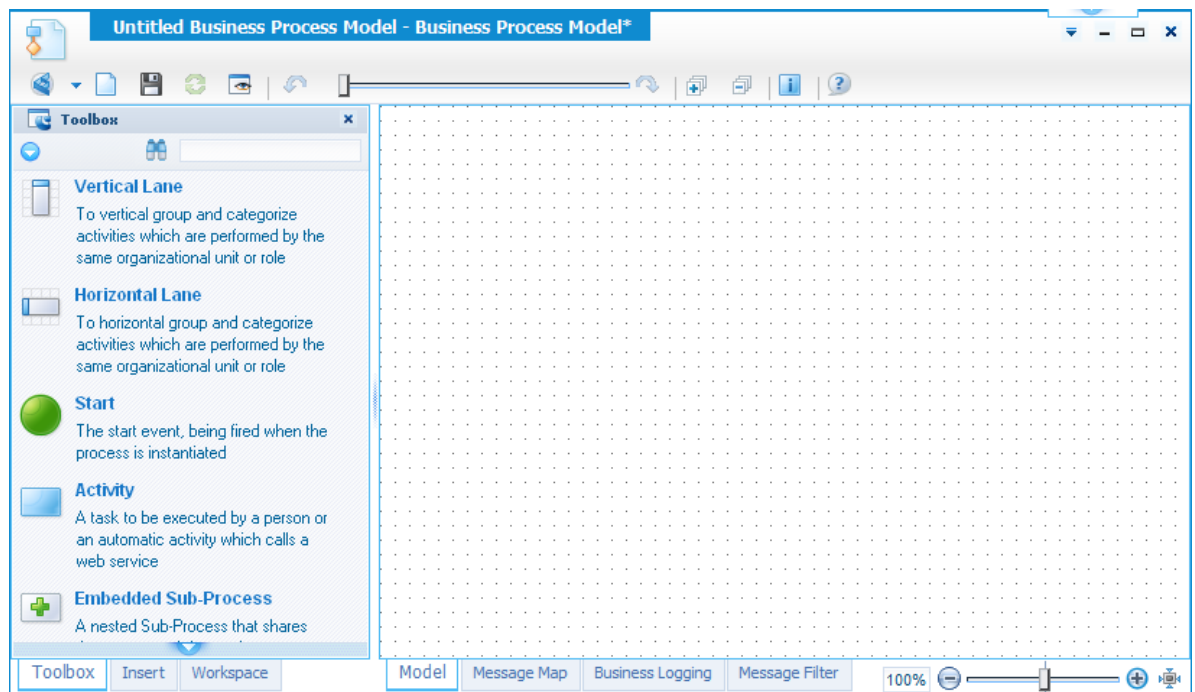 Untitled Business Process Model - Business Process Model*
Toolbox
Vertical Lane
To vertical group and categorize
activities which are performed by the
same organizational unit or role
Horizontal Lane
To horizontal group and categorize
activities which are performed by the
same organizational unit or role
Start
The start event, being fired when the
process is instantiated
Activity
A task to be executed by a person or
an automatic activity which calls a
web service
Embedded Sub-Process
A nested Sub-Process that shares
Toolbox Insert Workspace
Model Message Map Business Logging Message Filter 100%